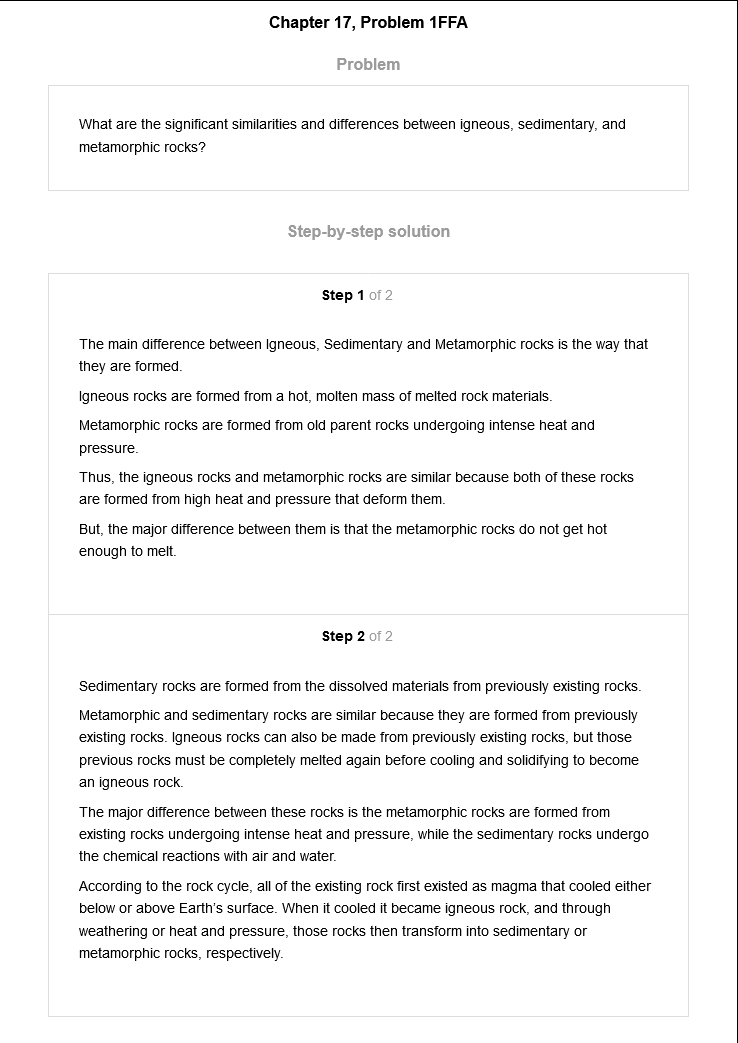 Chapter 17, Problem 1FFA
Problem
What are the significant similarities and differences between igneous, sedimentary, and
metamorphic rocks?
Step-by-step solution
Step 1 of 2
The main difference between Igneous, Sedimentary and Metamorphic rocks is the way that
they are formed.
Igneous rocks are formed from a hot, molten mass of melted rock materials.
Metamorphic rocks are formed from old parent rocks undergoing intense heat and
pressure.
Thus, the igneous rocks and metamorphic rocks are similar because both of these rocks
are formed from high heat and pressure that deform them.
But, the major difference between them is that the metamorphic rocks do not get hot
enough to melt.
Step 2 of 2
Sedimentary rocks are formed from the dissolved materials from previously existing rocks.
Metamorphic and sedimentary rocks are similar because they are formed from previously
existing rocks. Igneous rocks can also be made from previously existing rocks, but those
previous rocks must be completely melted again before cooling and solidifying to become
an igneous rock.
The major difference between these rocks is the metamorphic rocks are formed from
existing rocks undergoing intense heat and pressure, while the sedimentary rocks undergo
the chemical reactions with air and water.
According to the rock cycle, all of the existing rock first existed as magma that cooled either
below or above Earth's surface. When it cooled it became igneous rock, and through
weathering or heat and pressure, those rocks then transform into sedimentary or
metamorphic rocks, respectively.